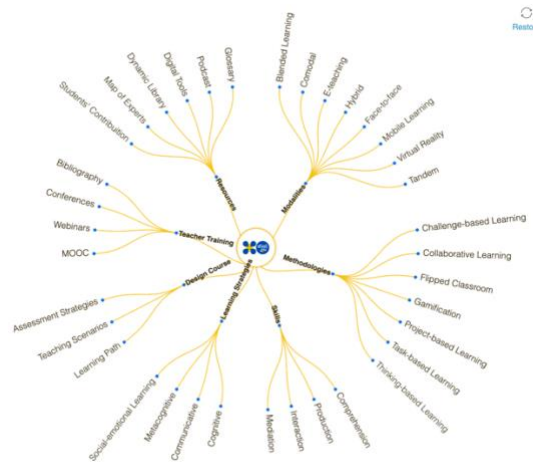 Resto
Glossary
Podcast
Digital Tools
Dynamic Library
Map of Experts
Students' Contribution
Resources
Blended Learning
Comodal
E-teaching
Hybrid
Face-to-face
Mobile Learning
Virtual Reality
Tandem
Modalities
Bibliography
Conferences
Webinars
MOOC
Teacher Training
Challenge-based Learning
Collaborative Learning
Flipped Classroom
Gamification
Project-based Learning
Task-based Learning
Thinking-based Learning
Methodologies
Assessment Strategies
Teaching Scenarios
Learning Path
Design Course
Learning Strategies
Social-emotional Learning
Metacognitive
Communicative
Cognitive
Skills
Mediation
Interaction
Production
Comprehension